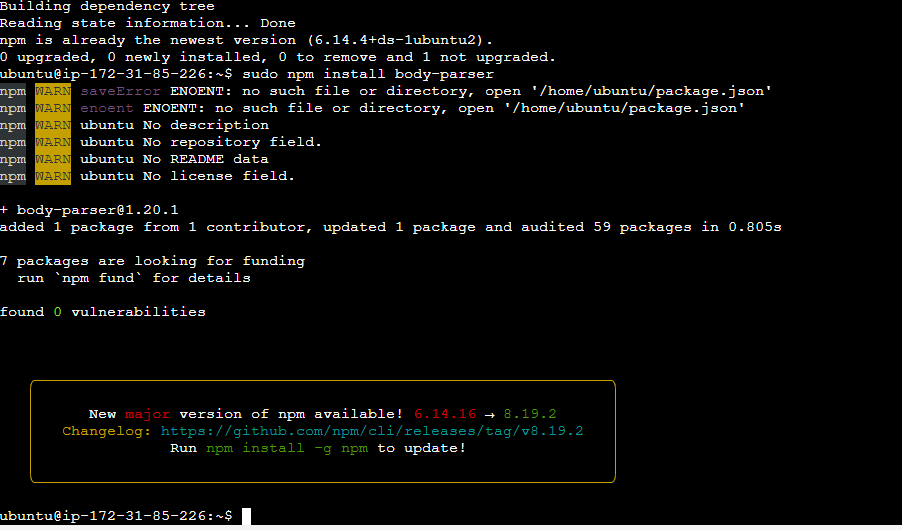 Building dependency tree
Reading state information... Done
npm is already the newest version (6.14.4+ds-1ubuntu2).
0 upgraded, 0 newly installed, 0 to remove and 1 not upgraded.
ubuntu@ip-172-31-85-226:~$ sudo npm install body-parser
npm WARN saveError ENOENT: no such file or directory, open '/home/ubuntu/package.json'
npm WARN enoent ENOENT: no such file or directory, open '/home/ubuntu/package.json'
npm WARN ubuntu No description
npm WARN ubuntu No repository field.
npm WARN ubuntu No README data
npm WARN ubuntu No license field.
+ body-parser@1.20.1
added 1 package from 1 contributor, updated 1 package and audited 59 packages in 0.805s
7 packages are looking for funding
run `npm fund` for details
found 0 vulnerabilities
New major version of npm available! 6.14.16 → 8.19.2
Changelog: https://github.com/npm/cli/releases/tag/v8.19.2
Run npm install -g npm to update!
ubuntu@ip-172-31-85-226:~$